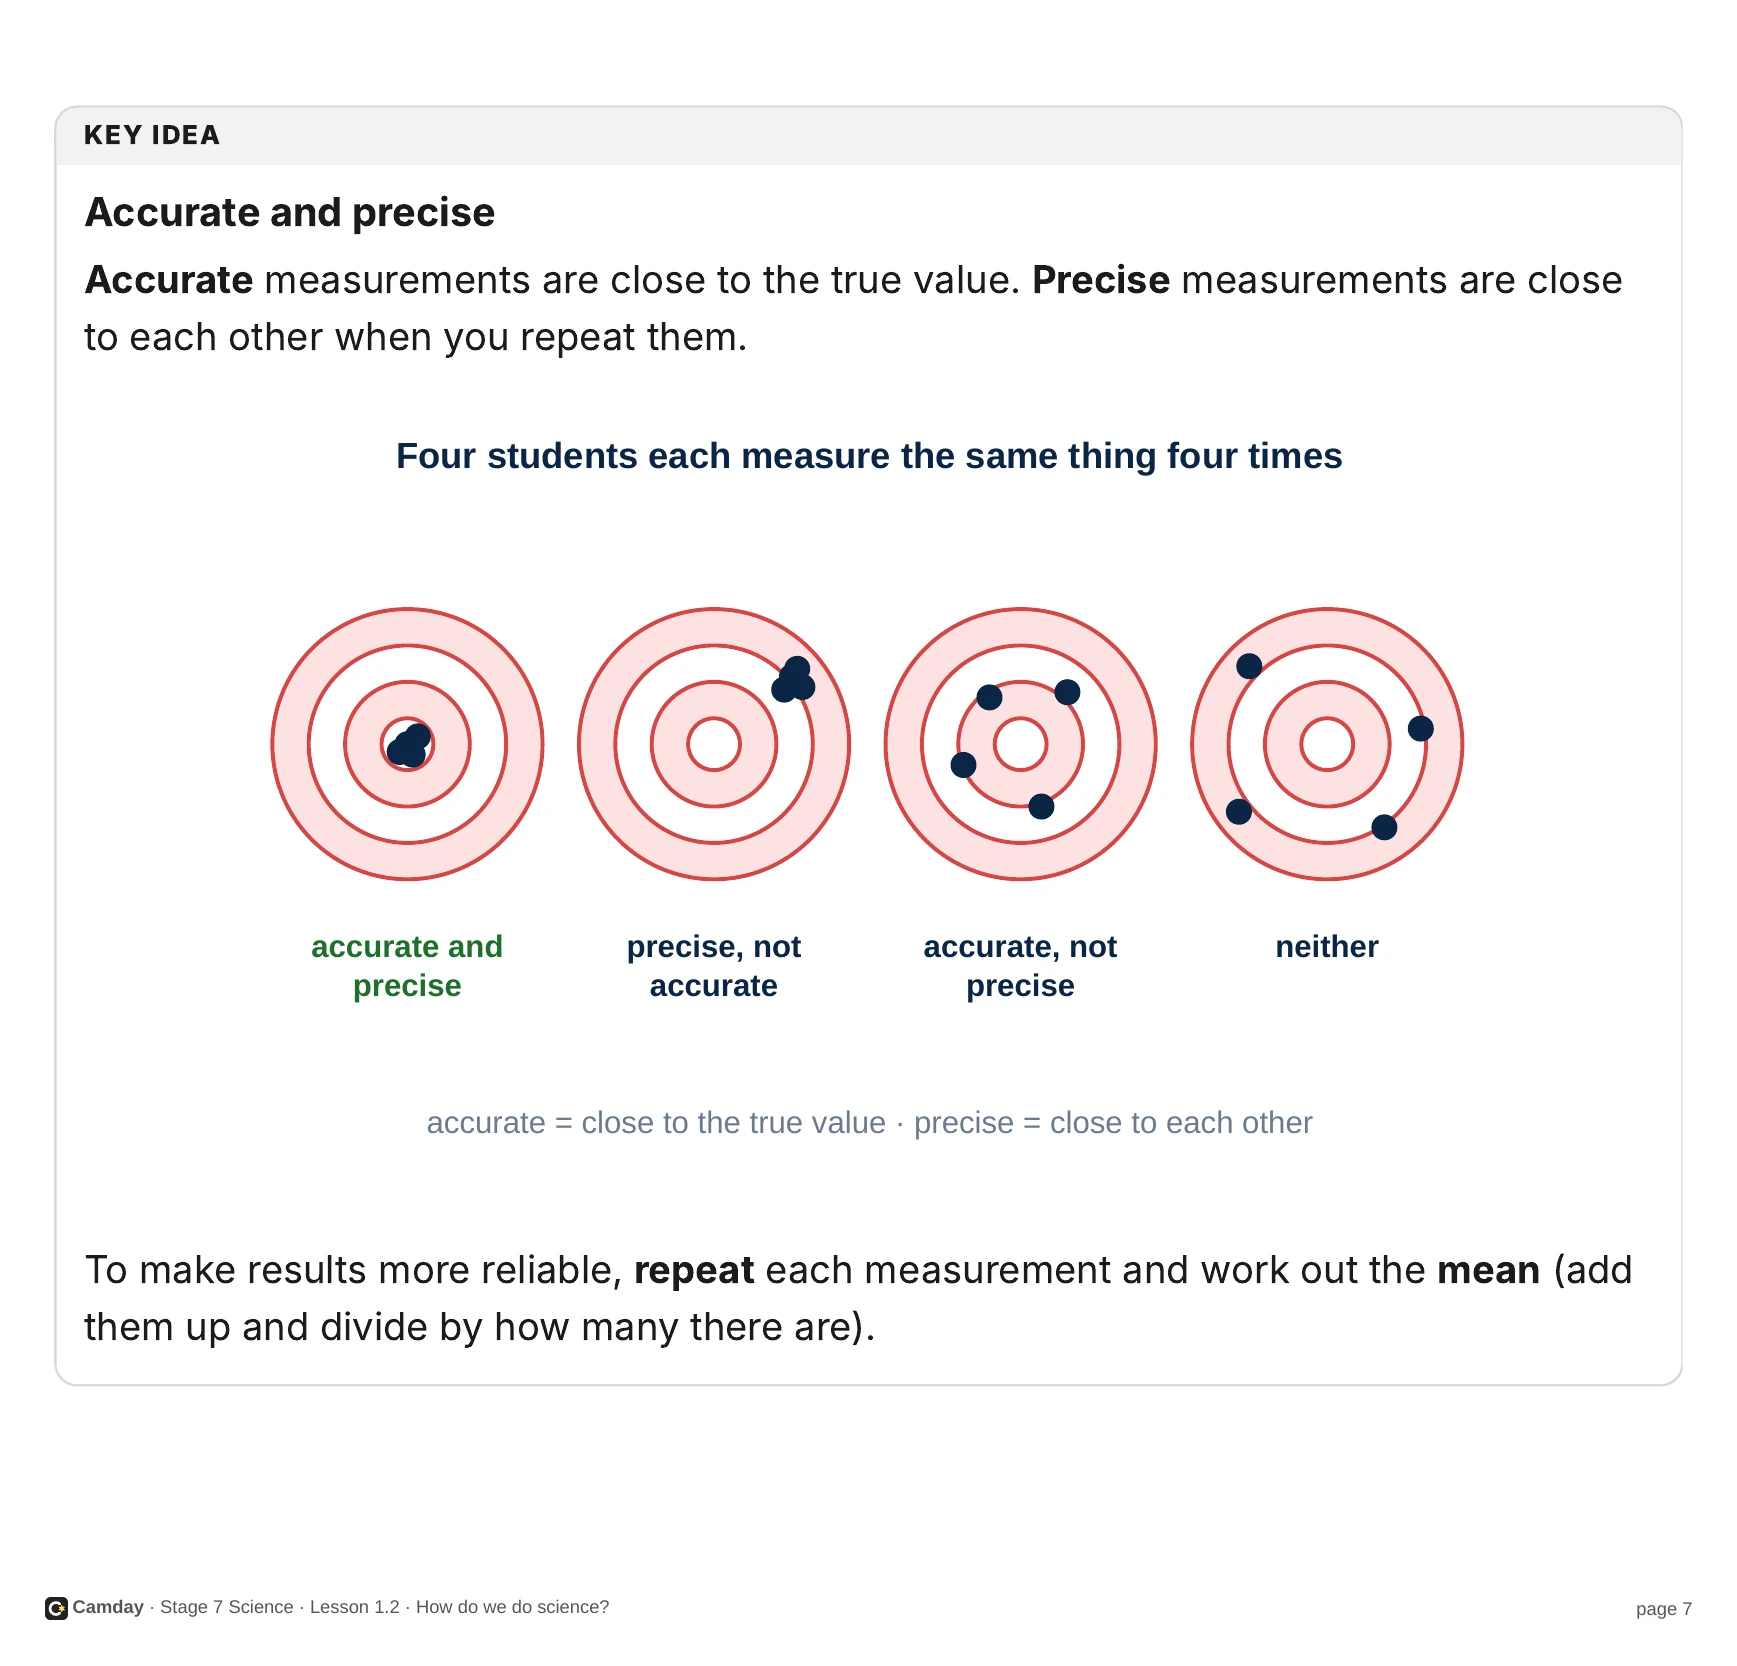 KEY IDEA
Accurate and precise
Accurate measurements are close to the true value. Precise measurements are close
to each other when you repeat them.
Four students each measure the same thing four times
accurate and
precise
precise, not
accurate
accurate, not
precise
neither
accurate = close to the true value · precise = close to each other
To make results more reliable, repeat each measurement and work out the mean (add
them up and divide by how many there are).
Camday · Stage 7 Science · Lesson 1.2 · How do we do science?
page 7